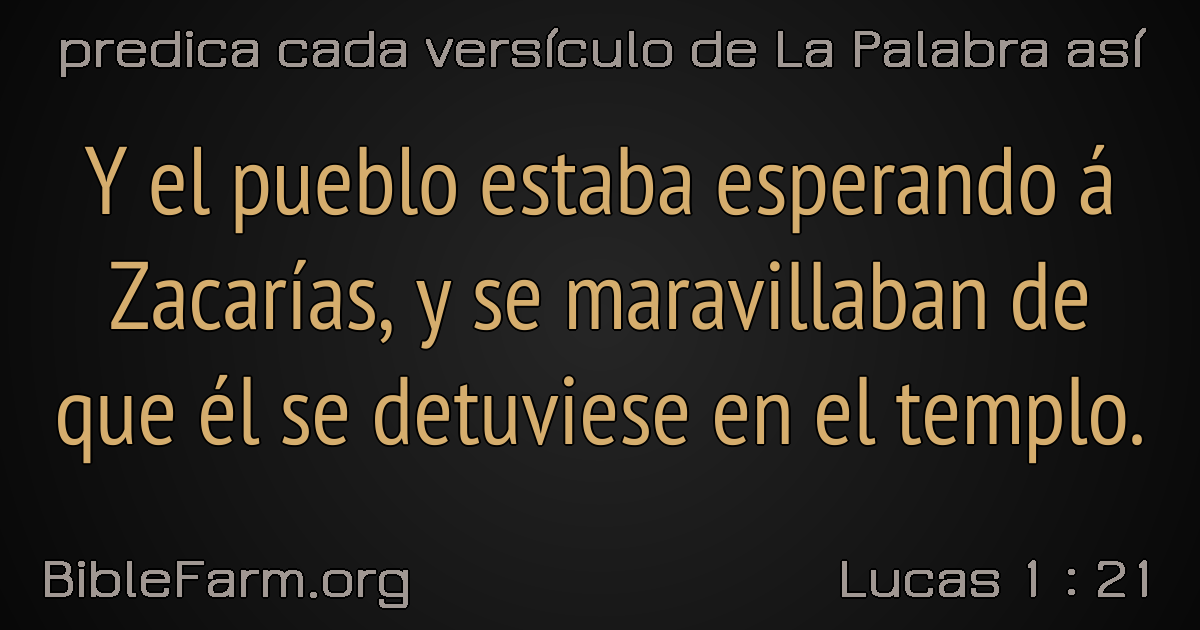 predica cada versículo de La Palabra así
Y el pueblo estaba esperando á
Zacarías, y se maravillaban de
que él se detuviese en el templo.
BibleFarm.org
Lucas 1 : 21